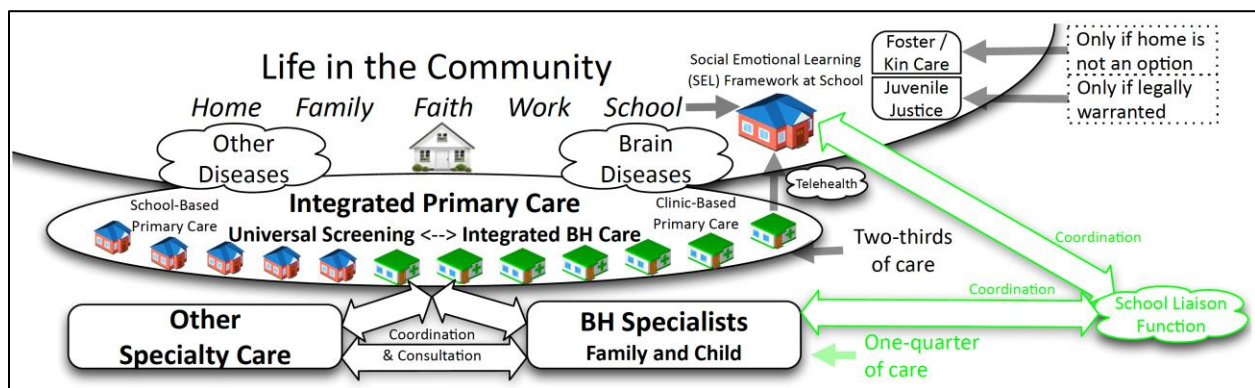 Life in the Community
Home Family Faith Work School
Social Emotional Learning
(SEL) Framework at School
Foster /
Kin Care
Juvenile
Justice
Only if home is
not an option
Only if legally
warranted
Other
Diseases
Brain
Diseases
Telehealth
Integrated Primary Care
School-Based
Primary Care
Clinic-Based
Primary Care
Universal Screening <--> Integrated BH Care
Two-thirds
of care
Coordination
Coordination
School Liaison
Function
Other
Specialty Care
Coordination
& Consultation
BH Specialists
Family and Child
One-quarter
of care